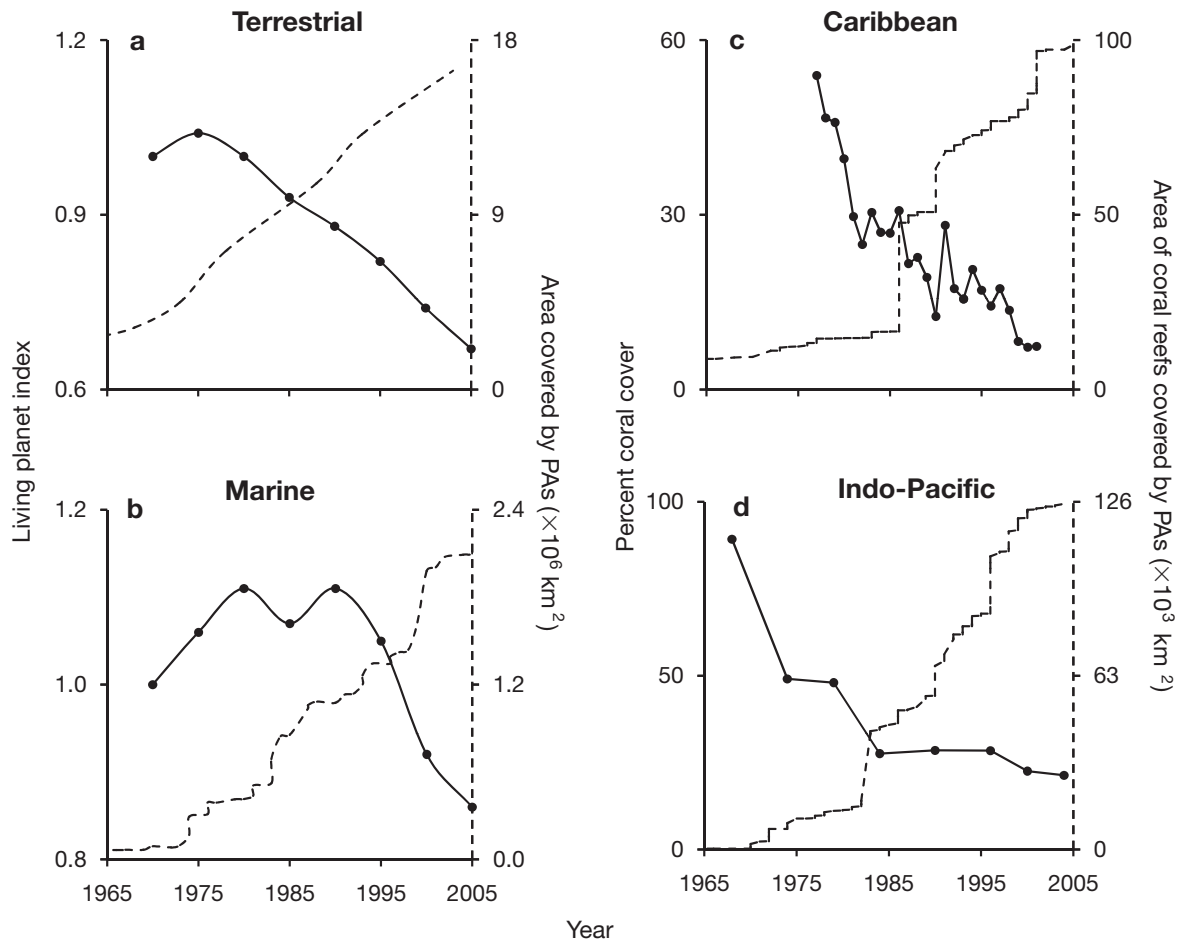 Terrestrial
a
1.2
0.9
0.6
18
9
0
Living planet index
Area covered by PAs (×10⁶ km²)
Marine
b
1.2
1.0
0.8
2.4
1.2
0.0
1965 1975 1985 1995 2005
Caribbean
c
60
30
0
100
50
0
Percent coral cover
Area of coral reefs covered by PAs (×10³ km²)
Indo-Pacific
d
100
50
0
126
63
0
1965 1975 1985 1995 2005
Year